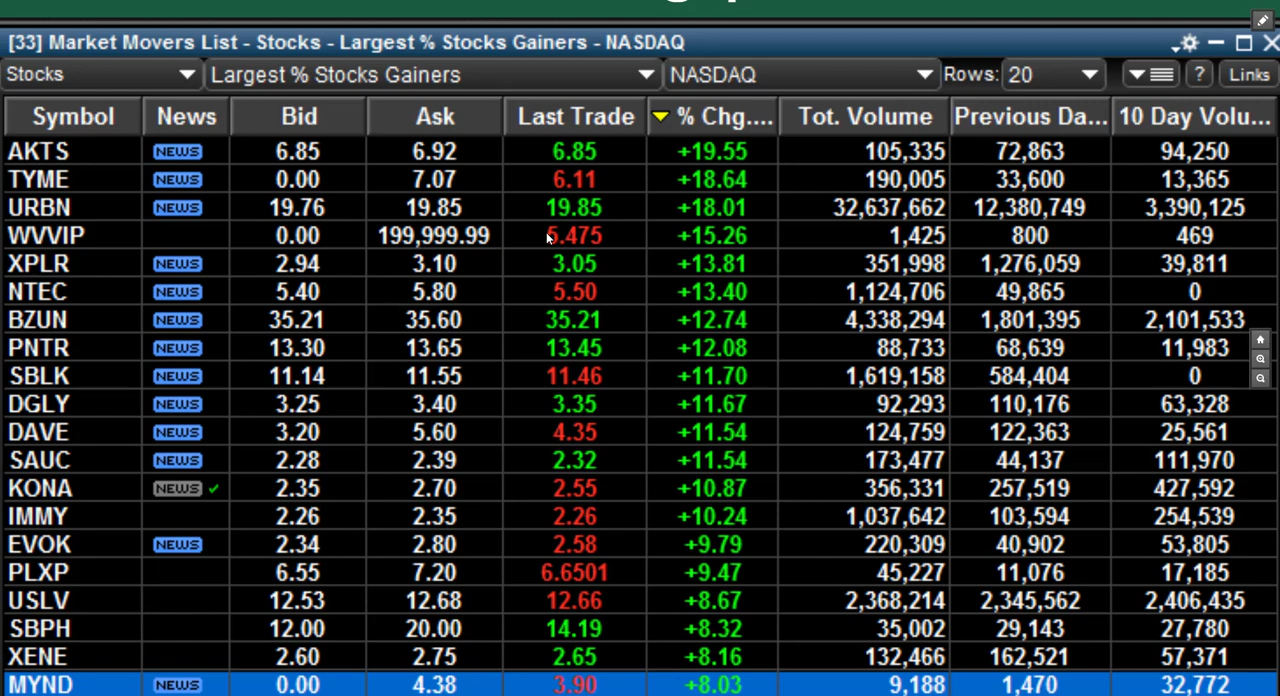 [33] Market Movers List - Stocks - Largest % Stocks Gainers - NASDAQ
Stocks Largest % Stocks Gainers NASDAQ Rows: 20 ? Links
Symbol News Bid Ask Last Trade % Chg.... Tot. Volume Previous Da... 10 Day Volu...
AKTS NEWS 6.85 6.92 6.85 +19.55 105,335 72,863 94,250
TYME NEWS 0.00 7.07 6.11 +18.64 190,005 33,600 13,365
URBN NEWS 19.76 19.85 19.85 +18.01 32,637,662 12,380,749 3,390,125
WVVIP 0.00 199,999.99 5.475 +15.26 1,425 800 469
XPLR NEWS 2.94 3.10 3.05 +13.81 351,998 1,276,059 39,811
NTEC NEWS 5.40 5.80 5.50 +13.40 1,124,706 49,865 0
BZUN NEWS 35.21 35.60 35.21 +12.74 4,338,294 1,801,395 2,101,533
PNTR NEWS 13.30 13.65 13.45 +12.08 88,733 68,639 11,983
SBLK NEWS 11.14 11.55 11.46 +11.70 1,619,158 584,404 0
DGLY NEWS 3.25 3.40 3.35 +11.67 92,293 110,176 63,328
DAVE NEWS 3.20 5.60 4.35 +11.54 124,759 122,363 25,561
SAUC NEWS 2.28 2.39 2.32 +11.54 173,477 44,137 111,970
KONA NEWS 2.35 2.70 2.55 +10.87 356,331 257,519 427,592
IMMY 2.26 2.35 2.26 +10.24 1,037,642 103,594 254,539
EVOK NEWS 2.34 2.80 2.58 +9.79 220,309 40,902 53,805
PLXP 6.55 7.20 6.6501 +9.47 45,227 11,076 17,185
USLV 12.53 12.68 12.66 +8.67 2,368,214 2,345,562 2,406,435
SBPH 12.00 20.00 14.19 +8.32 35,002 29,143 27,780
XENE 2.60 2.75 2.65 +8.16 132,466 162,521 57,371
MYND NEWS 0.00 4.38 3.90 +8.03 9,188 1,470 32,772